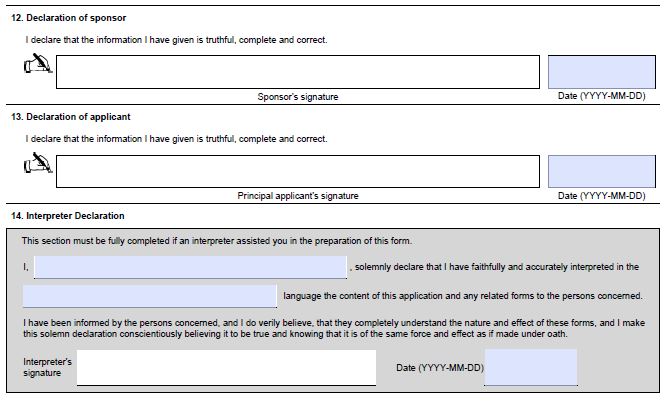 12. Declaration of sponsor
I declare that the information I have given is truthful, complete and correct.
Sponsor's signature
Date (YYYY-MM-DD)
13. Declaration of applicant
I declare that the information I have given is truthful, complete and correct.
Principal applicant's signature
Date (YYYY-MM-DD)
14. Interpreter Declaration
This section must be fully completed if an interpreter assisted you in the preparation of this form.
I, , solemnly declare that I have faithfully and accurately interpreted in the
language the content of this application and any related forms to the persons concerned.
I have been informed by the persons concerned, and I do verily believe, that they completely understand the nature and effect of these forms, and I make
this solemn declaration conscientiously believing it to be true and knowing that it is of the same force and effect as if made under oath.
Interpreter's
signature
Date (YYYY-MM-DD)